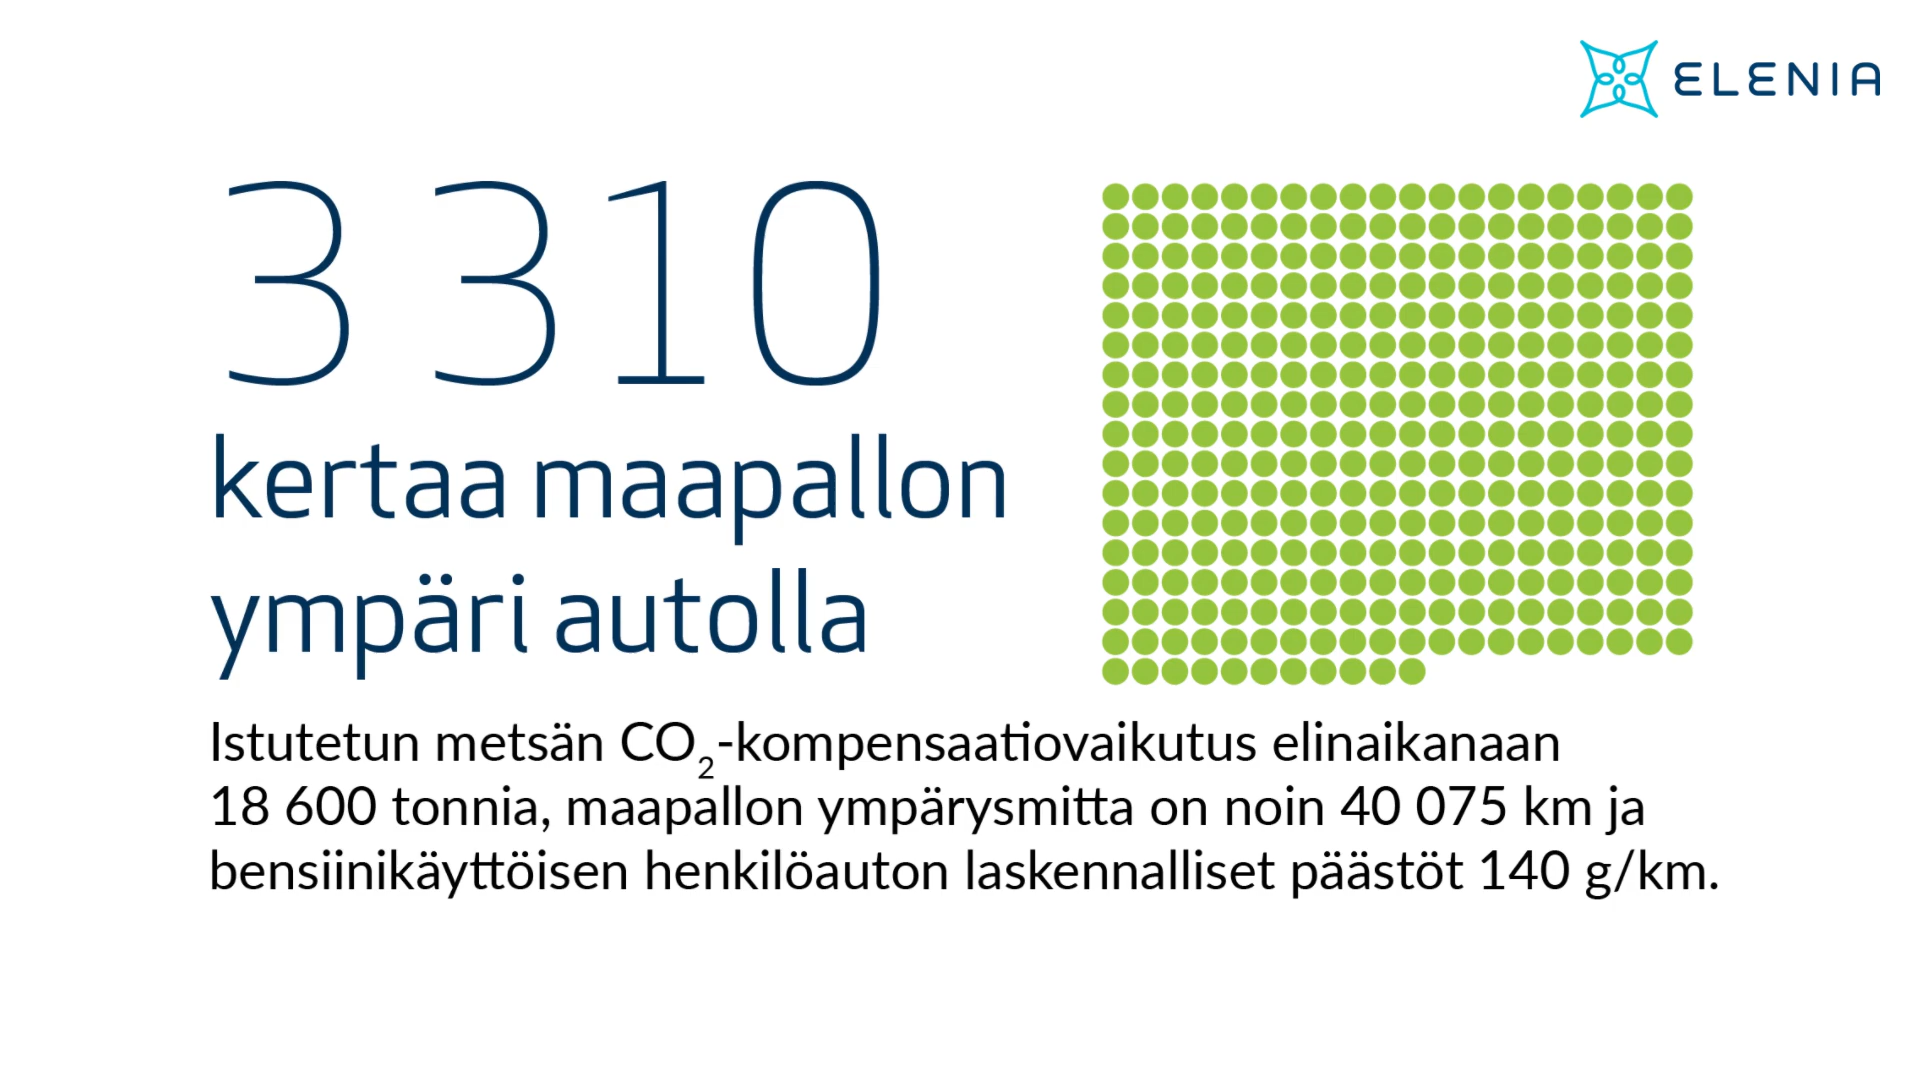 ELENIA
3 310
kertaa maapallon
ympäri autolla
Istutetun metsän CO₂-kompensaatiovaikutus elinaikanaan
18 600 tonnia, maapallon ympärysmitta on noin 40 075 km ja
bensiinikäyttöisen henkilöauton laskennalliset päästöt 140 g/km.